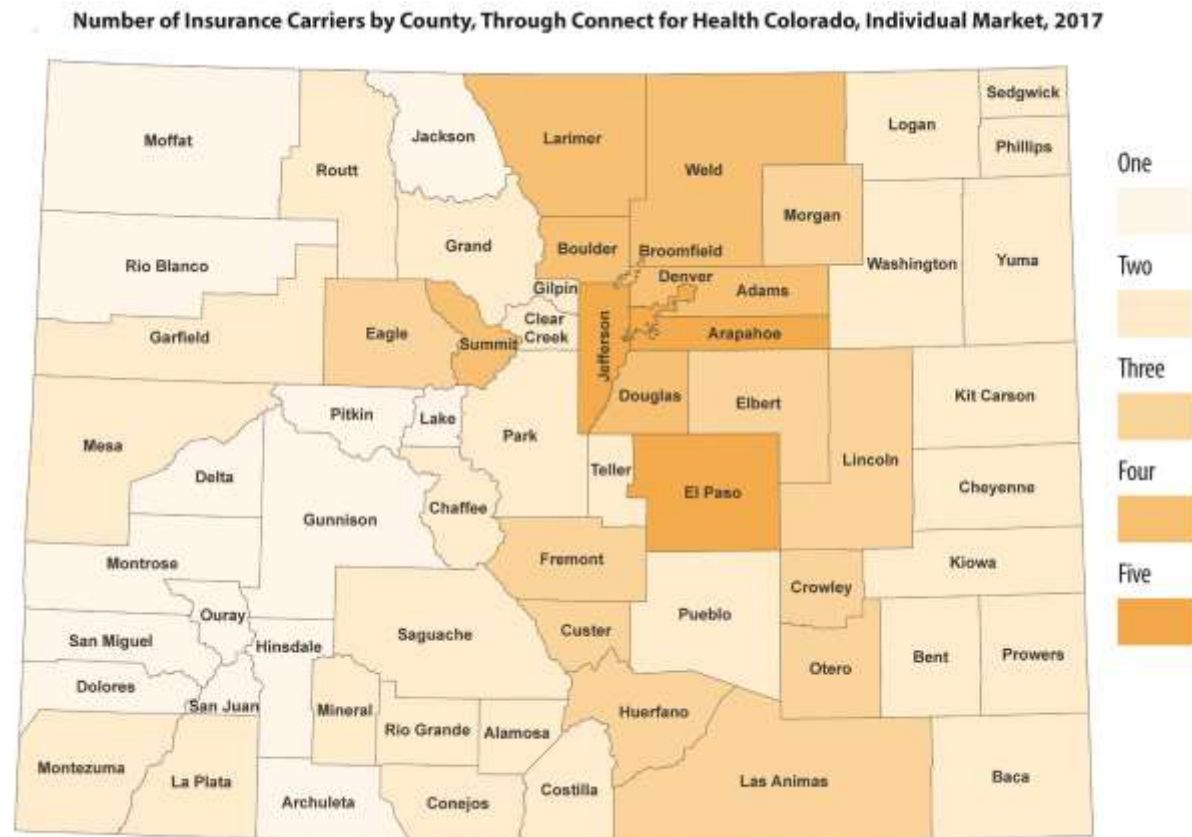 Number of Insurance Carriers by County, Through Connect for Health Colorado, Individual Market, 2017
Moffat
Jackson
Larimer
Logan
Sedgwick
Phillips
Routt
Weld
Morgan
Grand
Boulder
Broomfield
Rio Blanco
Washington
Yuma
Gilpin
Denver
Adams
Garfield
Eagle
Summit
Clear
Creek
Jefferson
Arapahoe
Pitkin
Lake
Park
Douglas
Elbert
Kit Carson
Mesa
Delta
Gunnison
Chaffee
Teller
El Paso
Lincoln
Cheyenne
Montrose
Fremont
Crowley
Kiowa
Ouray
Pueblo
San Miguel
Hinsdale
Saguache
Custer
Otero
Bent
Prowers
Dolores
San Juan
Mineral
Rio Grande
Alamosa
Huerfano
Montezuma
La Plata
Archuleta
Conejos
Costilla
Las Animas
Baca
One
Two
Three
Four
Five